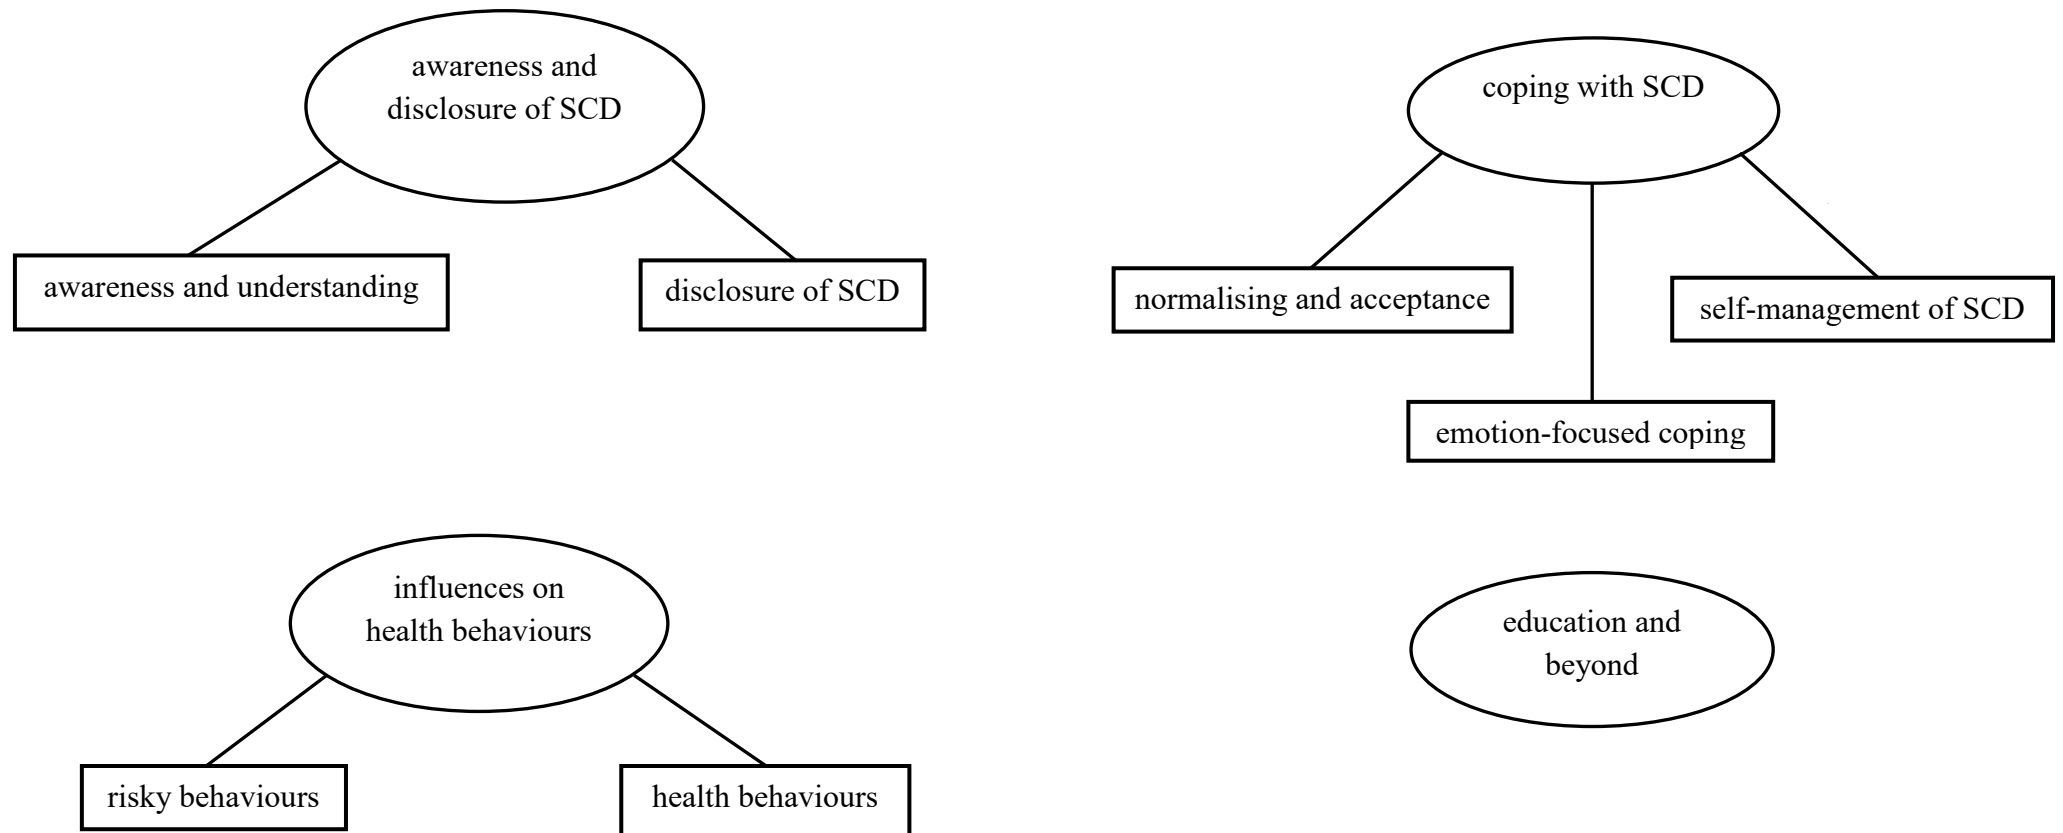 awareness and
disclosure of SCD
awareness and understanding
disclosure of SCD
coping with SCD
normalising and acceptance
self-management of SCD
emotion-focused coping
influences on
health behaviours
risky behaviours
health behaviours
education and
beyond